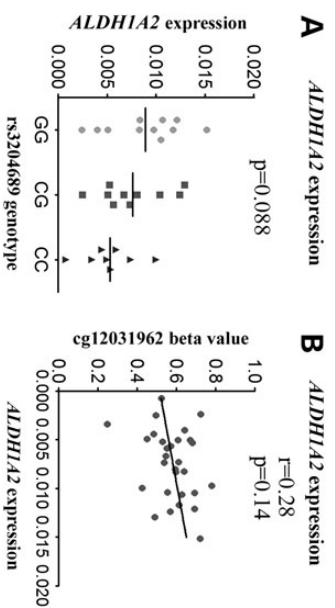 A
ALDH1A2 expression
p=0.088
ALDH1A2 expression
0.020
0.015
0.010
0.005
0.000
GG CG CC
rs3204689 genotype
B
ALDH1A2 expression
r=0.28
p=0.14
cg12031962 beta value
1.0
0.8
0.6
0.4
0.2
0.0
0.000 0.005 0.010 0.015 0.020
ALDH1A2 expression